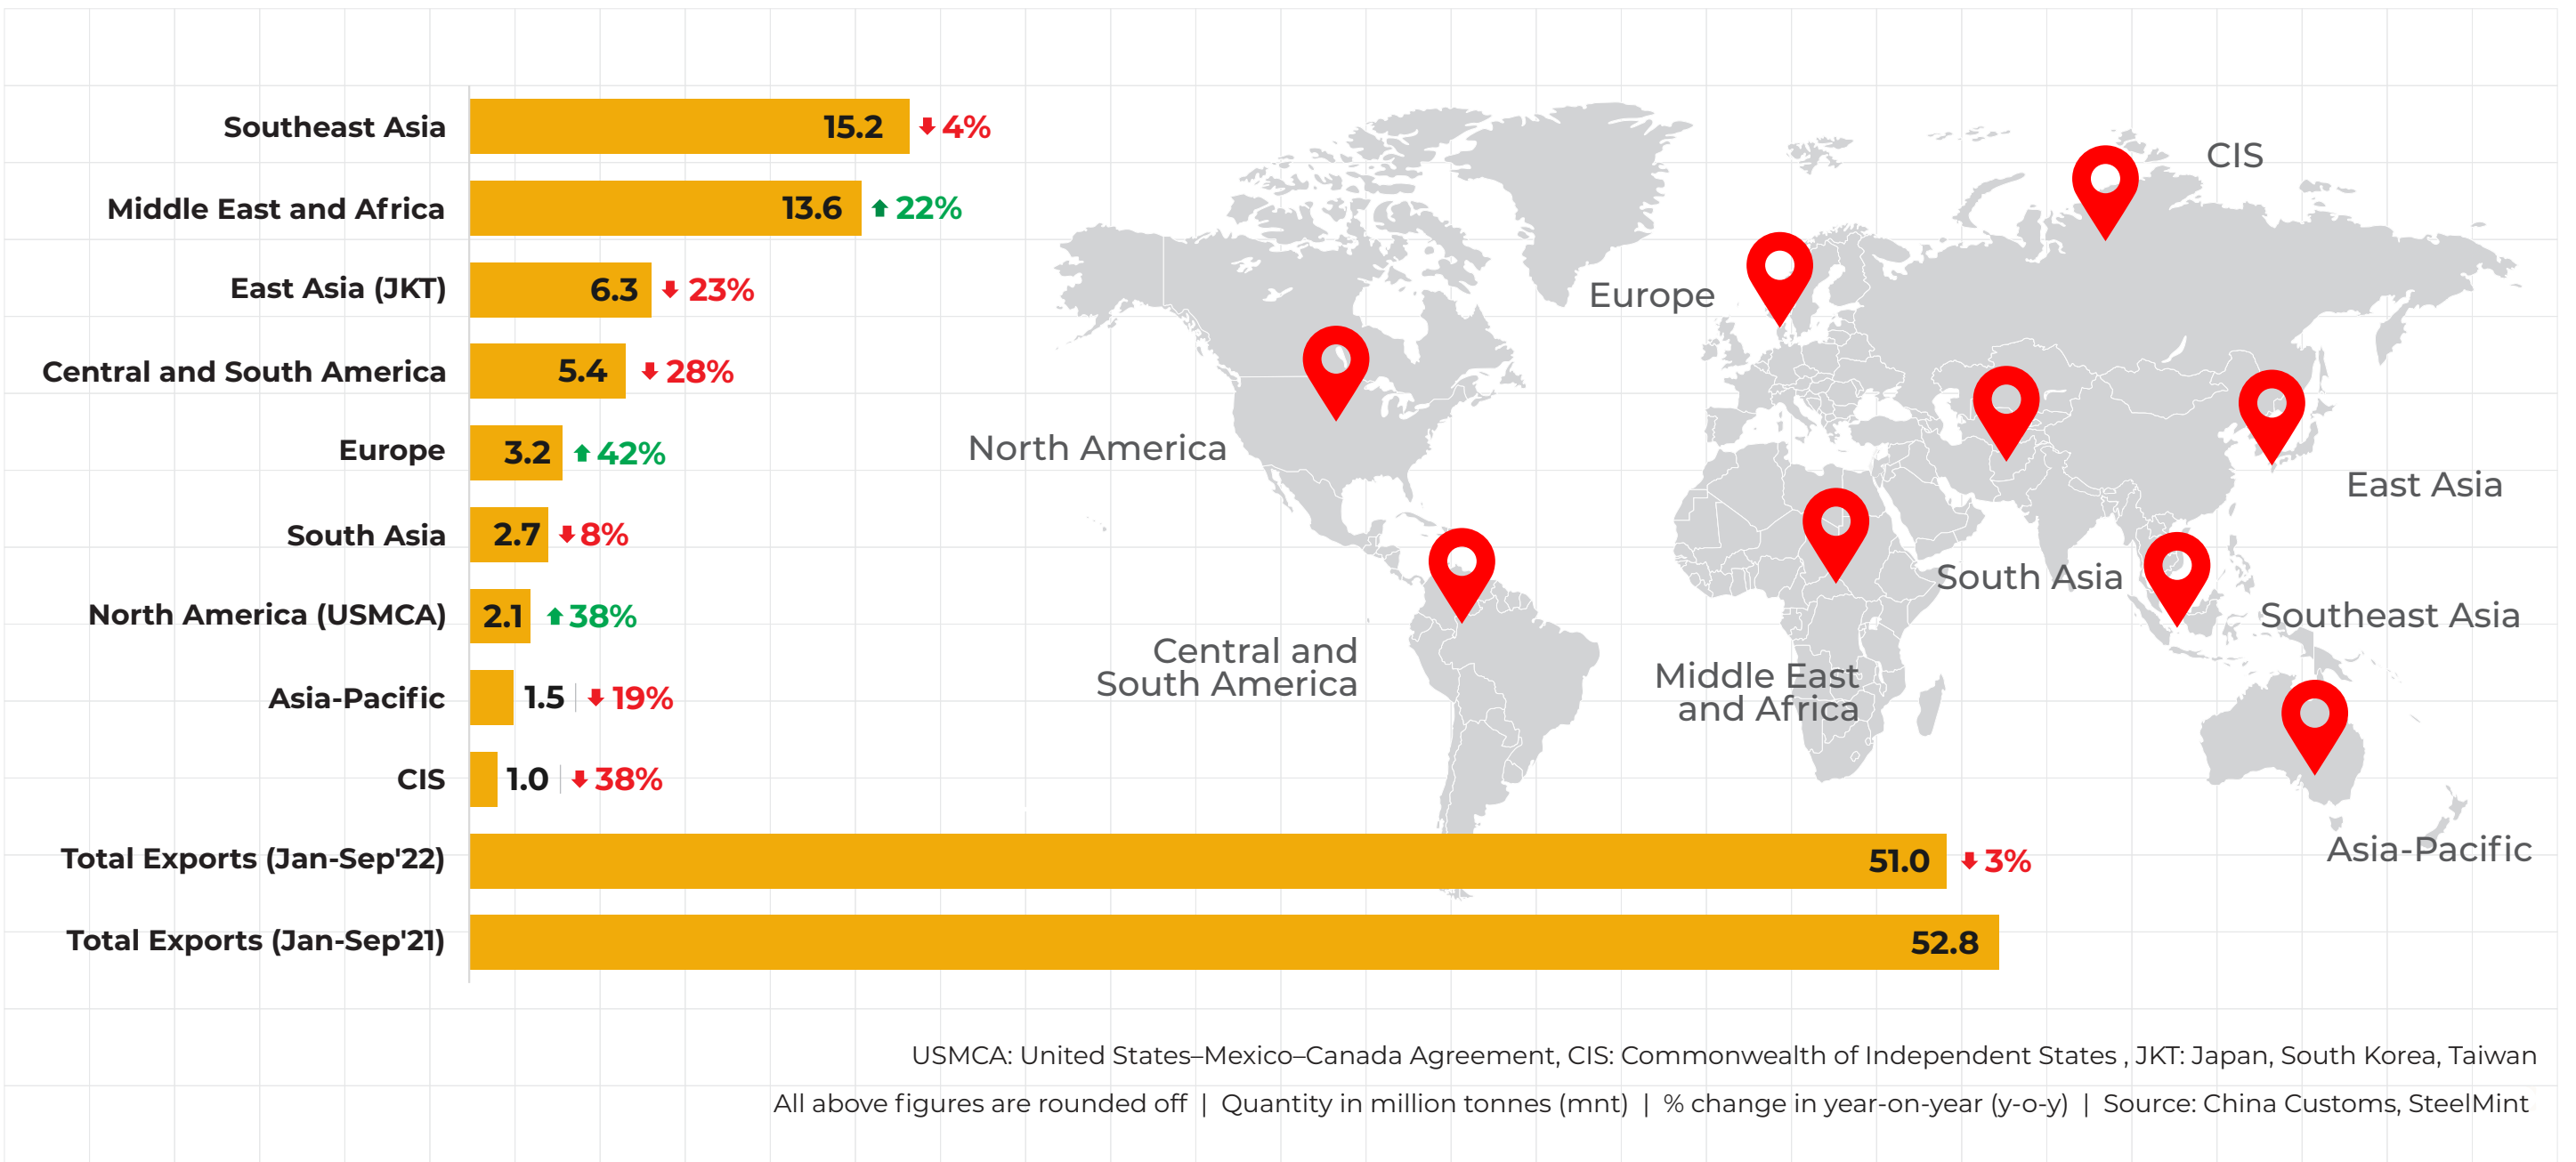 Southeast Asia 15.2 4%
Middle East and Africa 13.6 22%
East Asia (JKT) 6.3 23%
Central and South America 5.4 28%
Europe 3.2 42%
South Asia 2.7 8%
North America (USMCA) 2.1 38%
Asia-Pacific 1.5 19%
CIS 1.0 38%
Total Exports (Jan-Sep'22) 51.0 3%
Total Exports (Jan-Sep'21) 52.8
CIS
Europe
North America
East Asia
South Asia
Southeast Asia
Central and
South America
Middle East
and Africa
Asia-Pacific
USMCA: United States–Mexico–Canada Agreement, CIS: Commonwealth of Independent States , JKT: Japan, South Korea, Taiwan
All above figures are rounded off | Quantity in million tonnes (mnt) | % change in year-on-year (y-o-y) | Source: China Customs, SteelMint